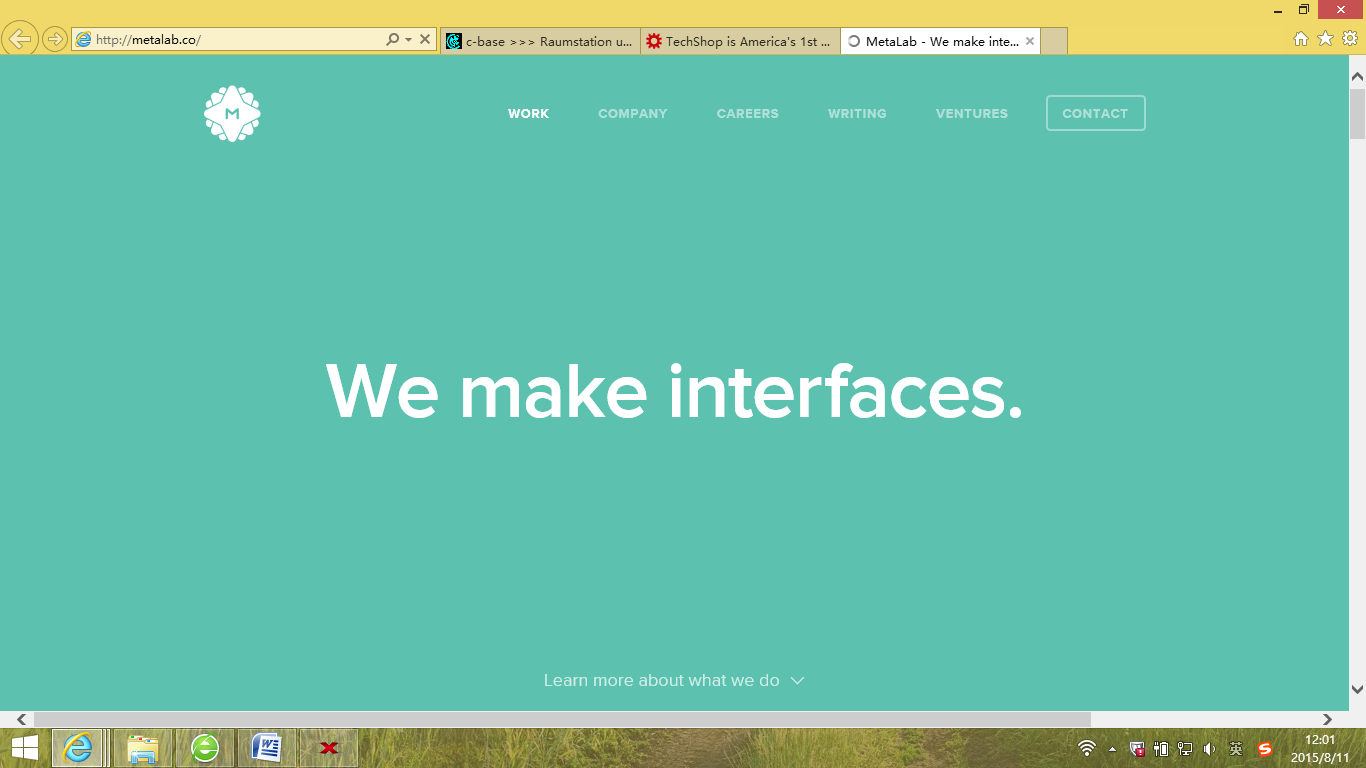 http://metalab.co/
c-base >>> Raumstation u...
TechShop is America's 1st ...
MetaLab - We make inte...
M
WORK
COMPANY
CAREERS
WRITING
VENTURES
CONTACT
We make interfaces.
Learn more about what we do
英
12:01
2015/8/11